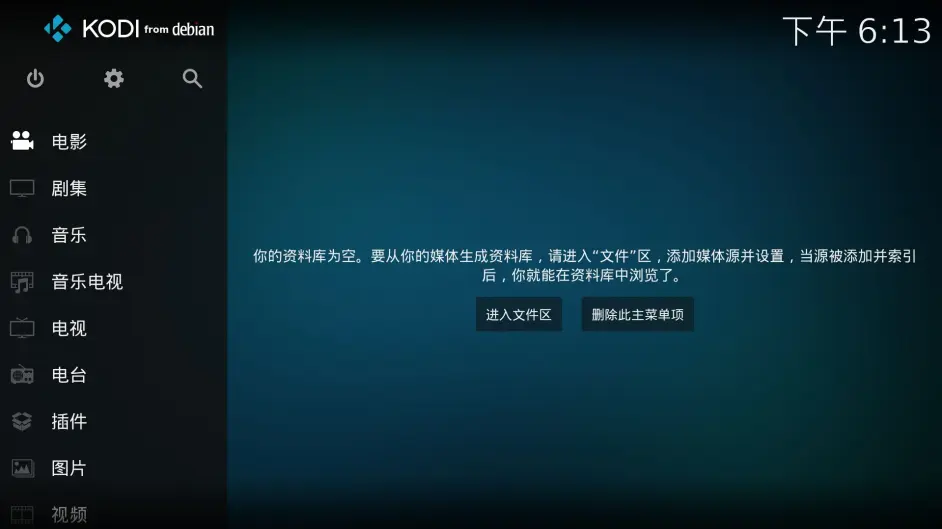 KODI from debian
下午 6:13
电影
剧集
音乐
音乐电视
电视
电台
插件
图片
视频
你的资料库为空。要从你的媒体生成资料库，请进入“文件”区，添加媒体源并设置，当源被添加并索引
后，你就能在资料库中浏览了。
进入文件区
删除此主菜单项